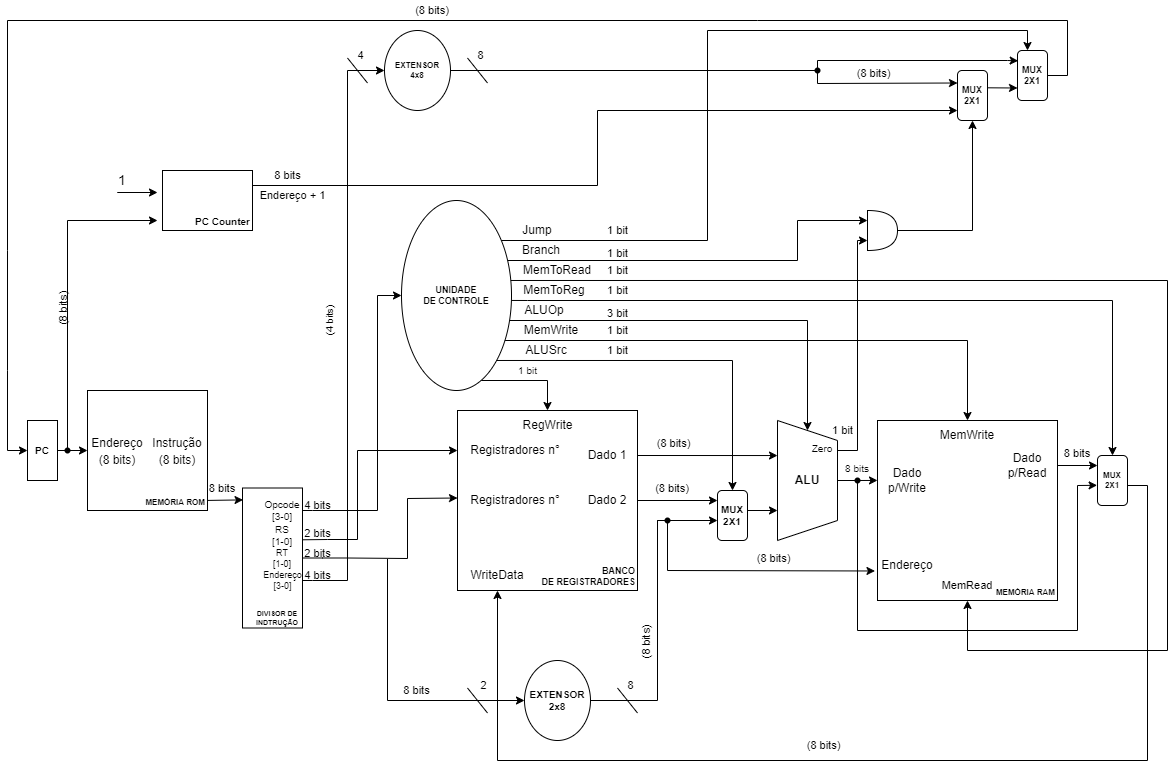 (8 bits)
4
EXTENSOR
4x8
8
(8 bits)
MUX
2X1
MUX
2X1
1
8 bits
Endereço + 1
PC Counter
(8 bits)
(4 bits)
UNIDADE
DE CONTROLE
Jump 1 bit
Branch 1 bit
MemToRead 1 bit
MemToReg 1 bit
ALUOp 3 bit
MemWrite 1 bit
ALUSrc 1 bit
1 bit
PC
Endereço
(8 bits)
Instrução
(8 bits)
MEMÓRIA ROM
8 bits
Opcode
[3-0]
4 bits
RS
[1-0]
2 bits
RT
[1-0]
2 bits
Endereço
[3-0]
4 bits
DIVISOR DE
INDTRUÇÃO
RegWrite
Registradores n°
Registradores n°
Dado 1
Dado 2
WriteData
BANCO
DE REGISTRADORES
(8 bits)
(8 bits)
MUX
2X1
(8 bits)
(8 bits)
Zero
ALU
1 bit
8 bits
MemWrite
Dado
p/Write
Dado
p/Read
Endereço
MemRead
MEMÓRIA RAM
8 bits
MUX
2X1
8 bits
2
EXTENSOR
2x8
8
(8 bits)